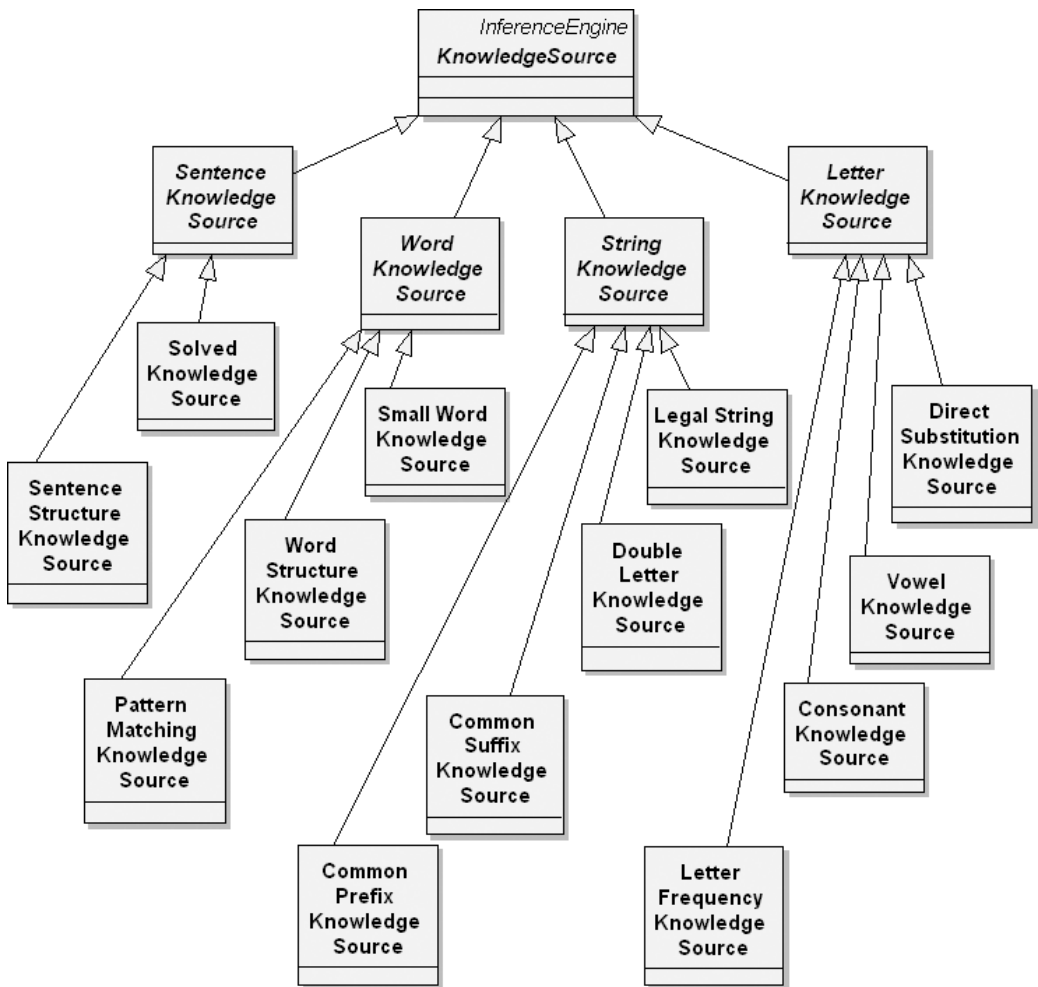 InferenceEngine
KnowledgeSource
Sentence
Knowledge
Source
Letter
Knowledge
Source
Word
Knowledge
Source
String
Knowledge
Source
Solved
Knowledge
Source
Small Word
Knowledge
Source
Legal String
Knowledge
Source
Direct
Substitution
Knowledge
Source
Sentence
Structure
Knowledge
Source
Word
Structure
Knowledge
Source
Double
Letter
Knowledge
Source
Vowel
Knowledge
Source
Pattern
Matching
Knowledge
Source
Common
Suffix
Knowledge
Source
Consonant
Knowledge
Source
Common
Prefix
Knowledge
Source
Letter
Frequency
Knowledge
Source